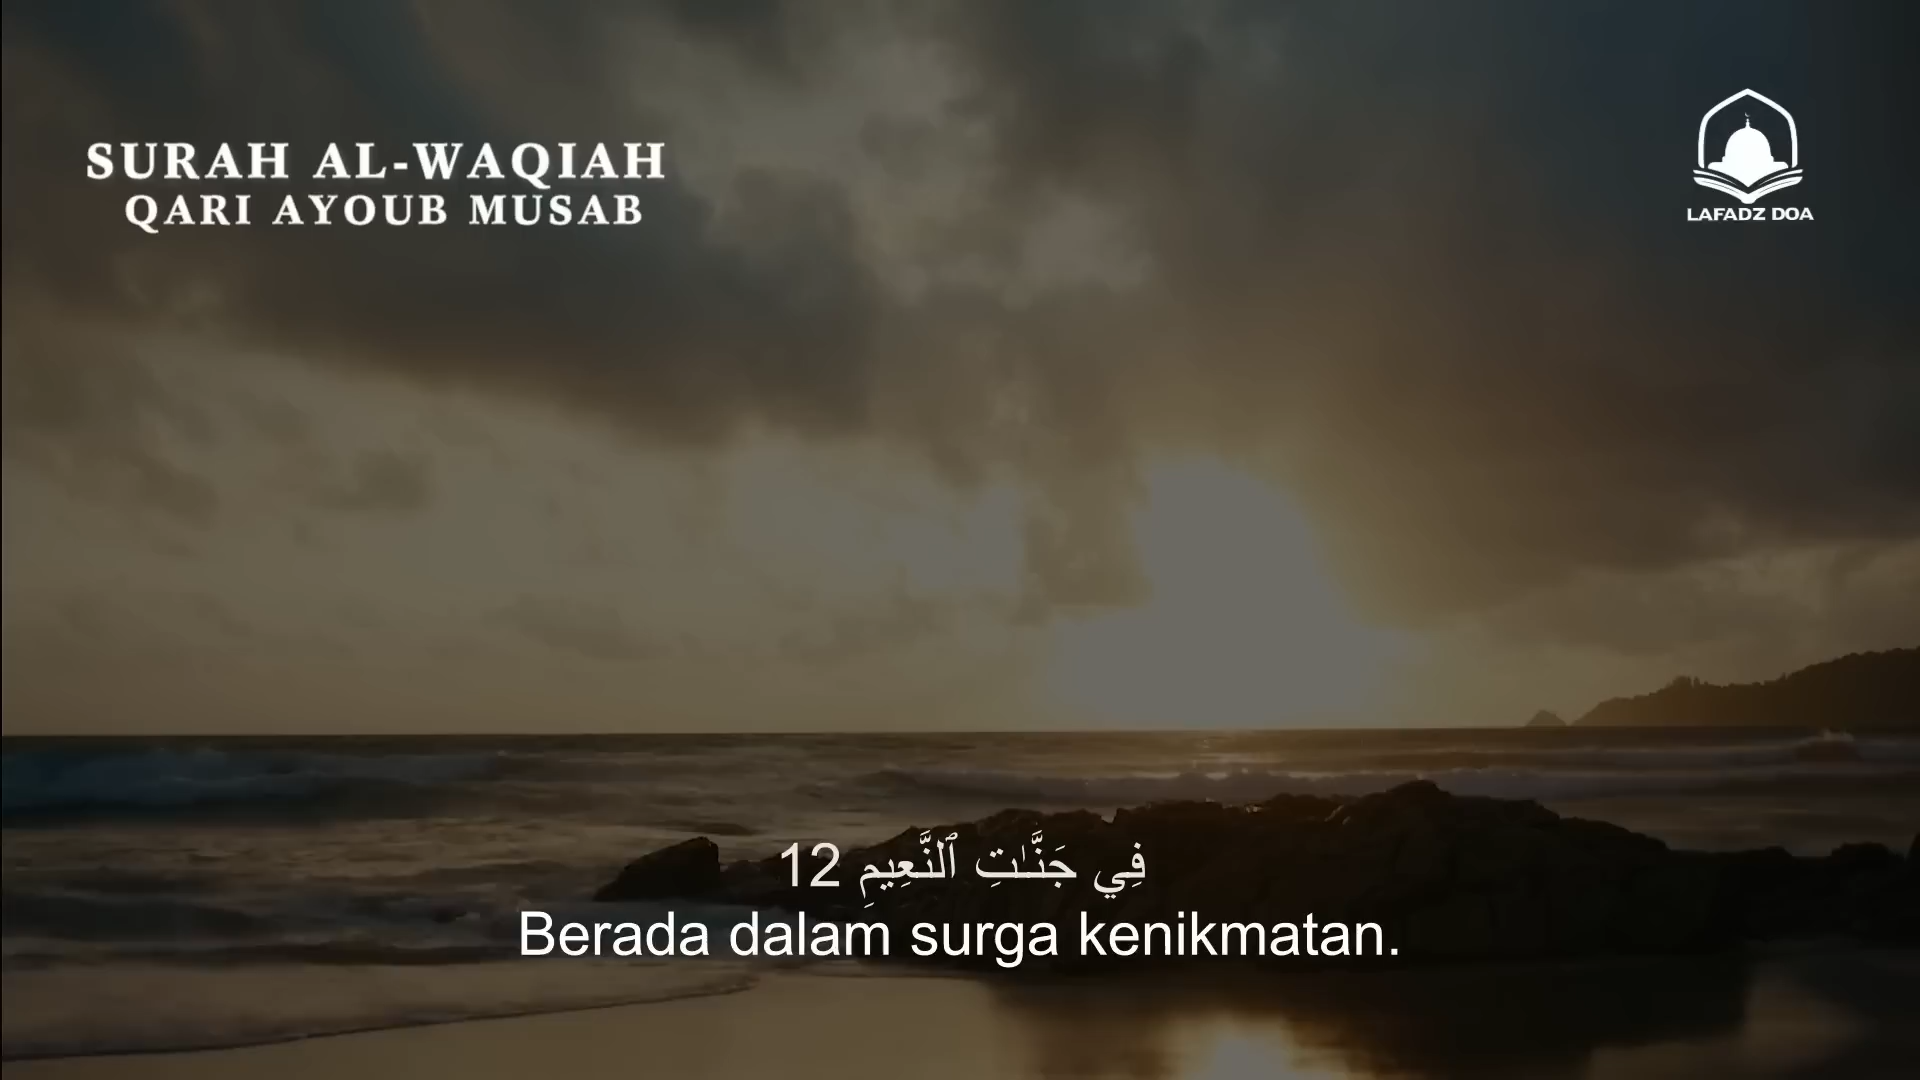 SURAH AL-WAQIAH
QARI AYOUB MUSAB
LAFADZ DOA
فِي جَنَّـٰتِ ٱلنَّعِيمِ 12
Berada dalam surga kenikmatan.